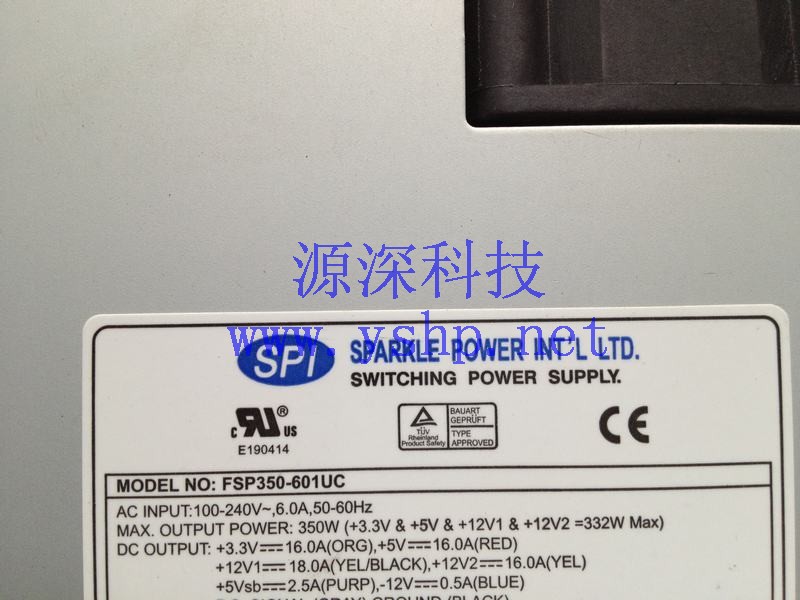 源深科技
www.yshp.net
SPI SPARKLE POWER INT'L LTD.
SWITCHING POWER SUPPLY.
c RU ® US
E190414
TÜV
Rheinland
Product Safety
BAUART
GEPRÜFT
TYPE
APPROVED
CE
MODEL NO: FSP350-601UC
AC INPUT:100-240V~,6.0A,50-60Hz
MAX. OUTPUT POWER: 350W (+3.3V & +5V & +12V1 & +12V2 =332W Max)
DC OUTPUT: +3.3V⎓16.0A(ORG),+5V⎓16.0A(RED)
+12V1⎓18.0A(YEL/BLACK),+12V2⎓16.0A(YEL)
+5Vsb⎓2.5A(PURP),-12V⎓0.5A(BLUE)